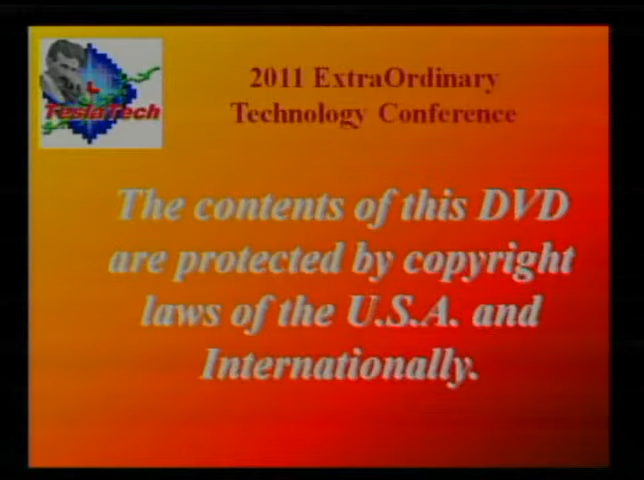 TeslaTech
2011 ExtraOrdinary
Technology Conference
The contents of this DVD
are protected by copyright
laws of the U.S.A. and
Internationally.